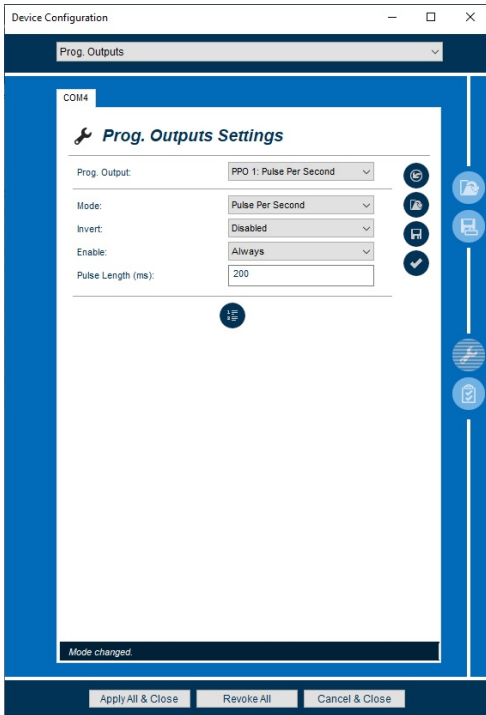 Device Configuration
Prog. Outputs
COM4
Prog. Outputs Settings
Prog. Output: PPO 1: Pulse Per Second
Mode: Pulse Per Second
Invert: Disabled
Enable: Always
Pulse Length (ms): 200
Mode changed.
Apply All & Close Revoke All Cancel & Close